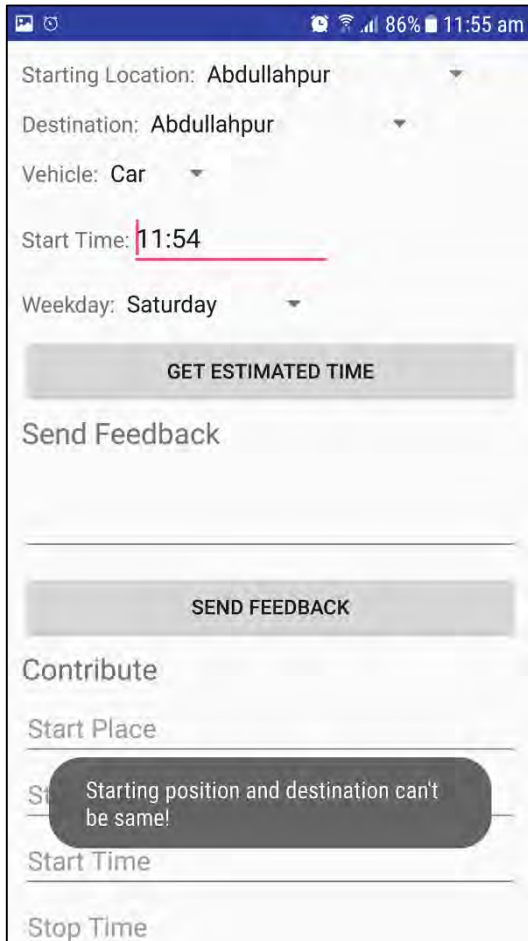 86% 11:55 am
Starting Location: Abdullahpur
Destination: Abdullahpur
Vehicle: Car
Start Time: 11:54
Weekday: Saturday
GET ESTIMATED TIME
Send Feedback
SEND FEEDBACK
Contribute
Start Place
Starting position and destination can't
be same!
Start Time
Stop Time